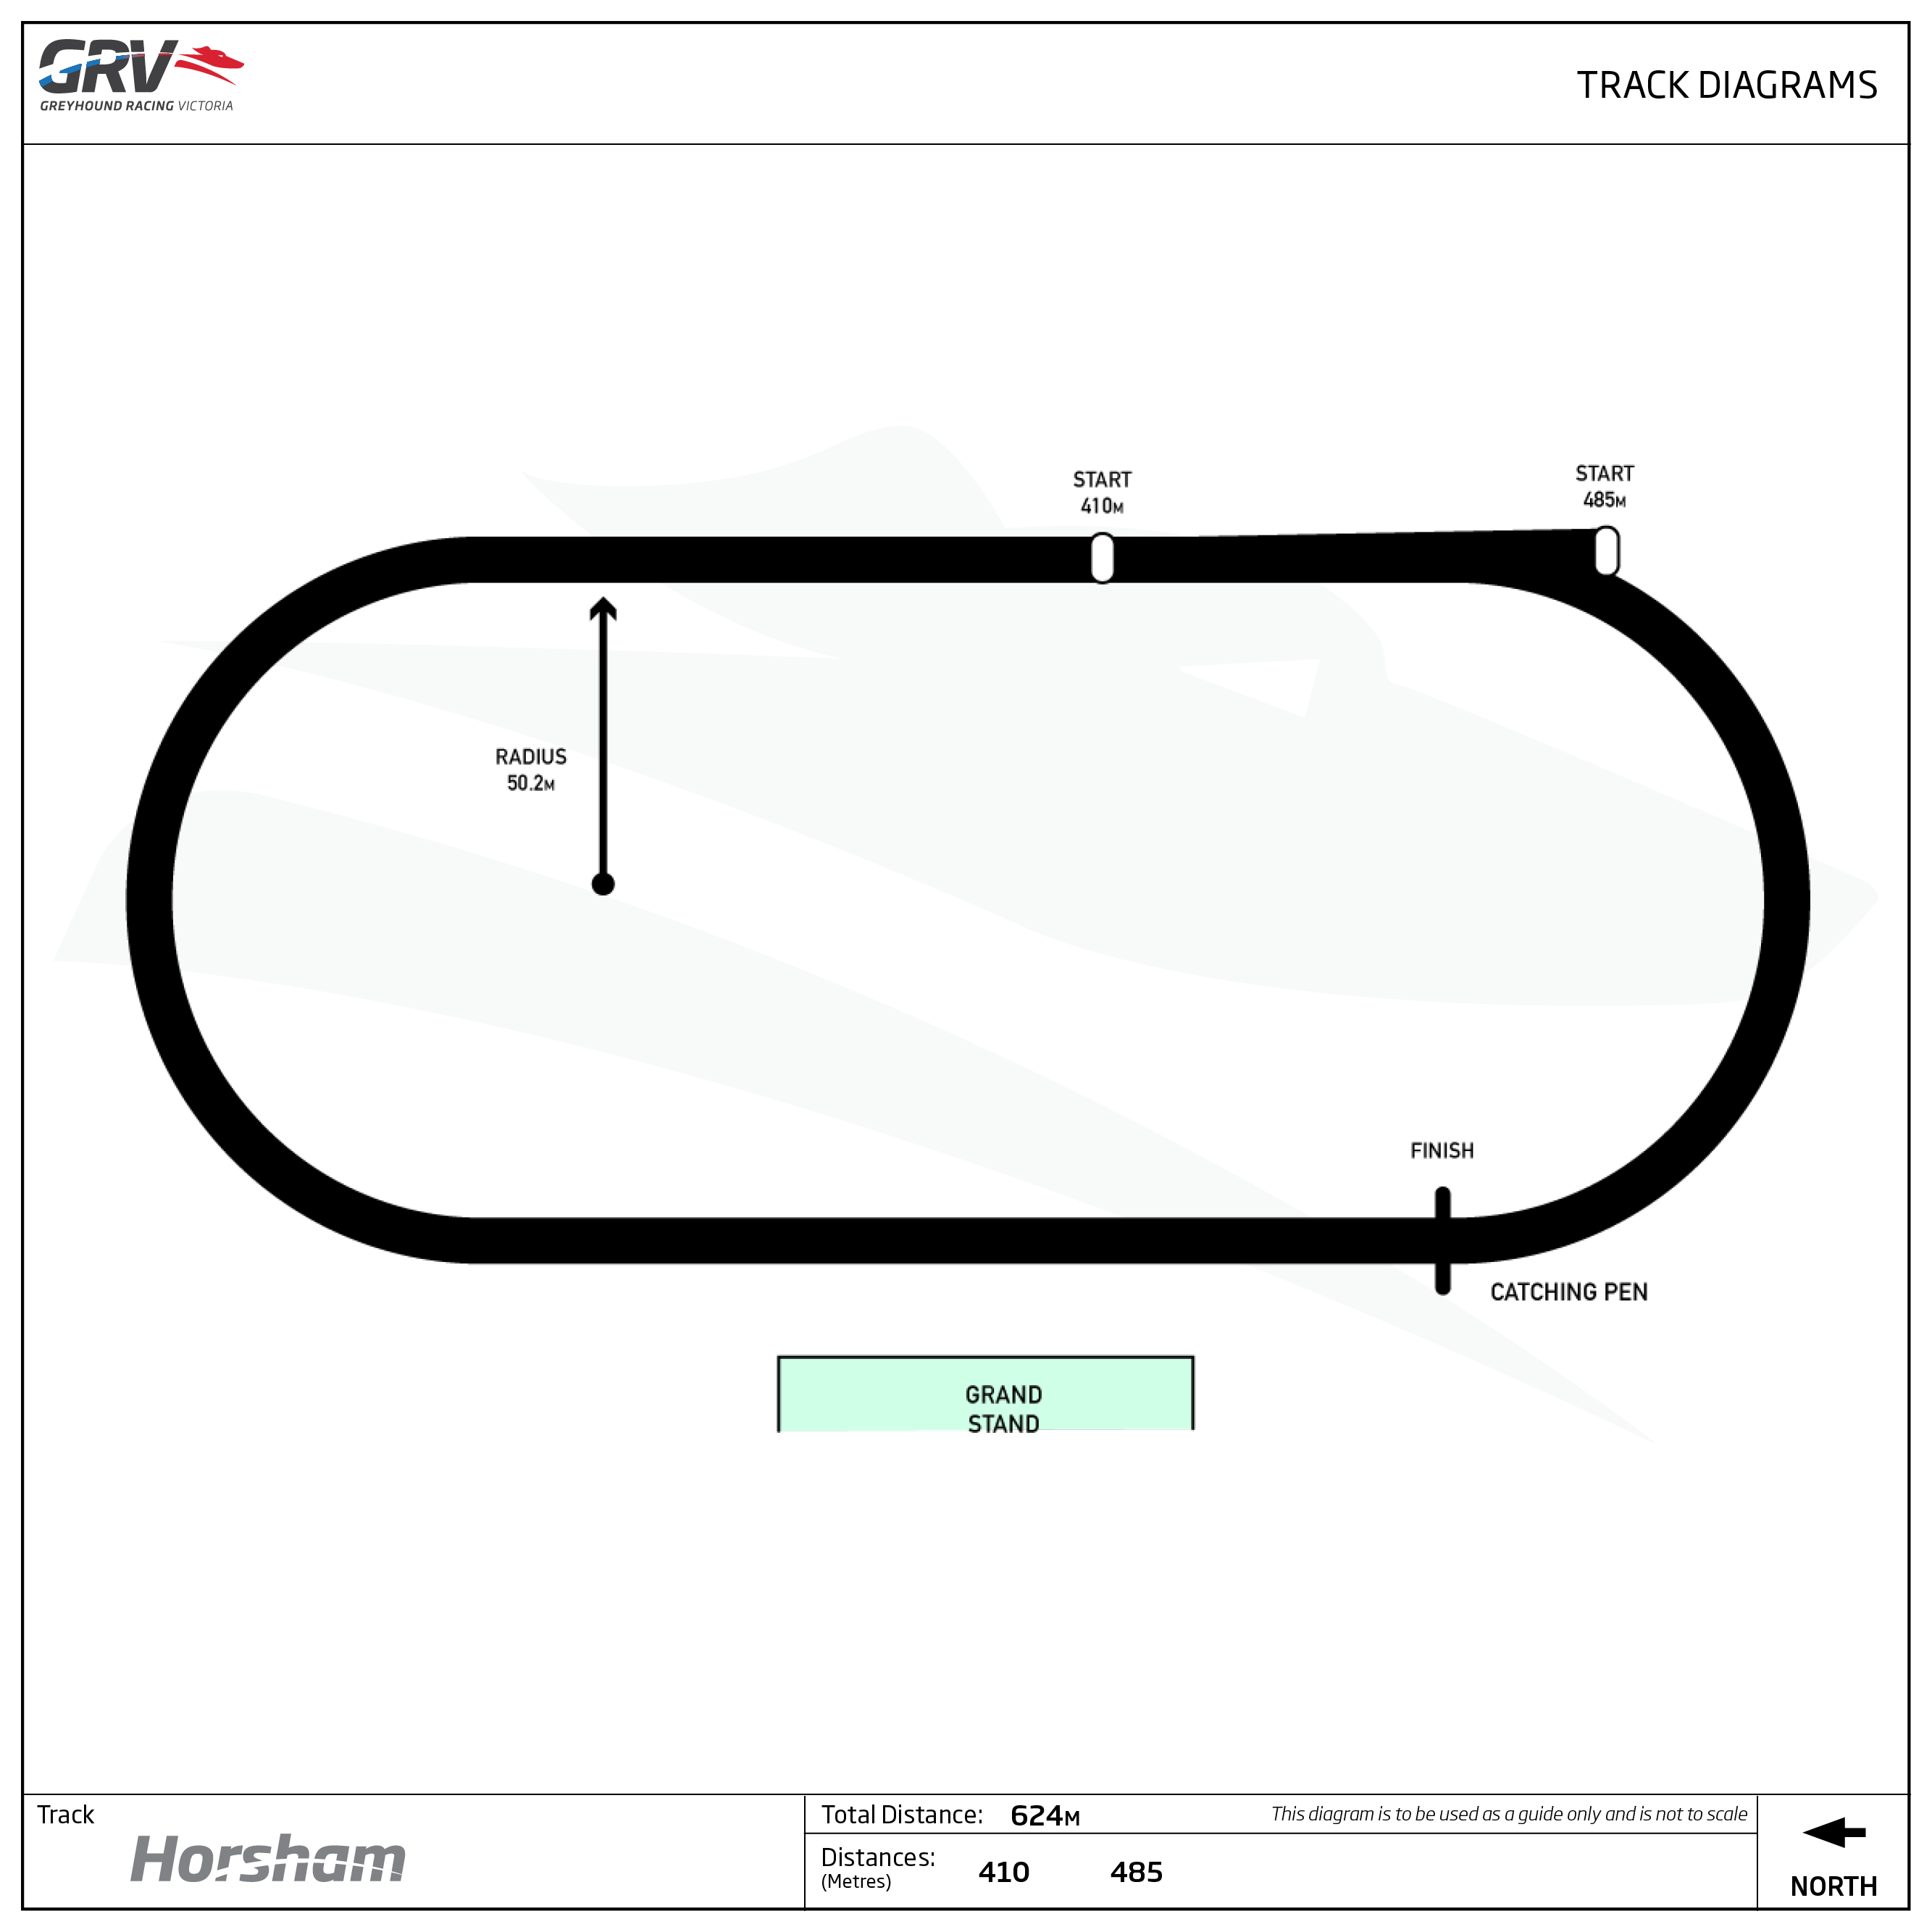 GRV
GREYHOUND RACING VICTORIA
TRACK DIAGRAMS
START
410M
START
485M
RADIUS
50.2M
FINISH
CATCHING PEN
GRAND
STAND
Track
Horsham
Total Distance: 624M
This diagram is to be used as a guide only and is not to scale
Distances:
(Metres)
410 485
NORTH